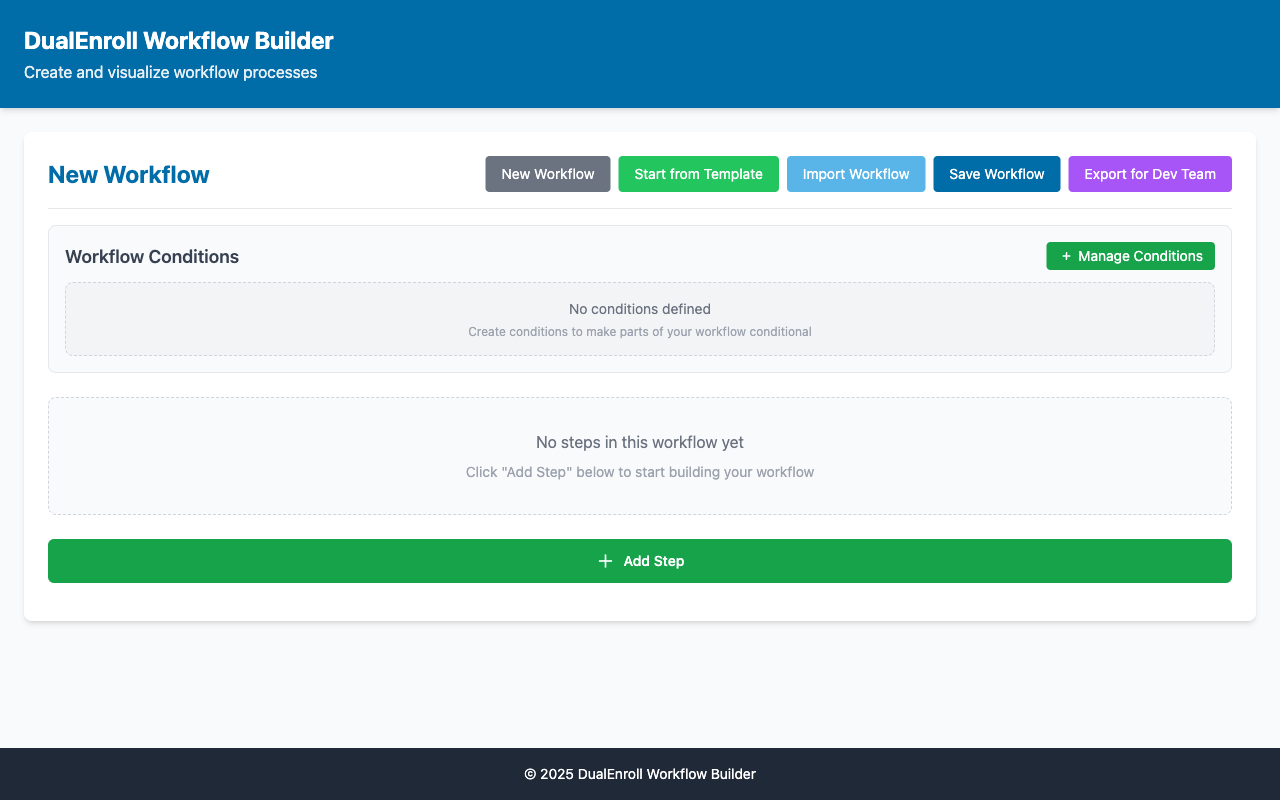 DualEnroll Workflow Builder
Create and visualize workflow processes
New Workflow
New Workflow
Start from Template
Import Workflow
Save Workflow
Export for Dev Team
Workflow Conditions
+ Manage Conditions
No conditions defined
Create conditions to make parts of your workflow conditional
No steps in this workflow yet
Click "Add Step" below to start building your workflow
+ Add Step
© 2025 DualEnroll Workflow Builder